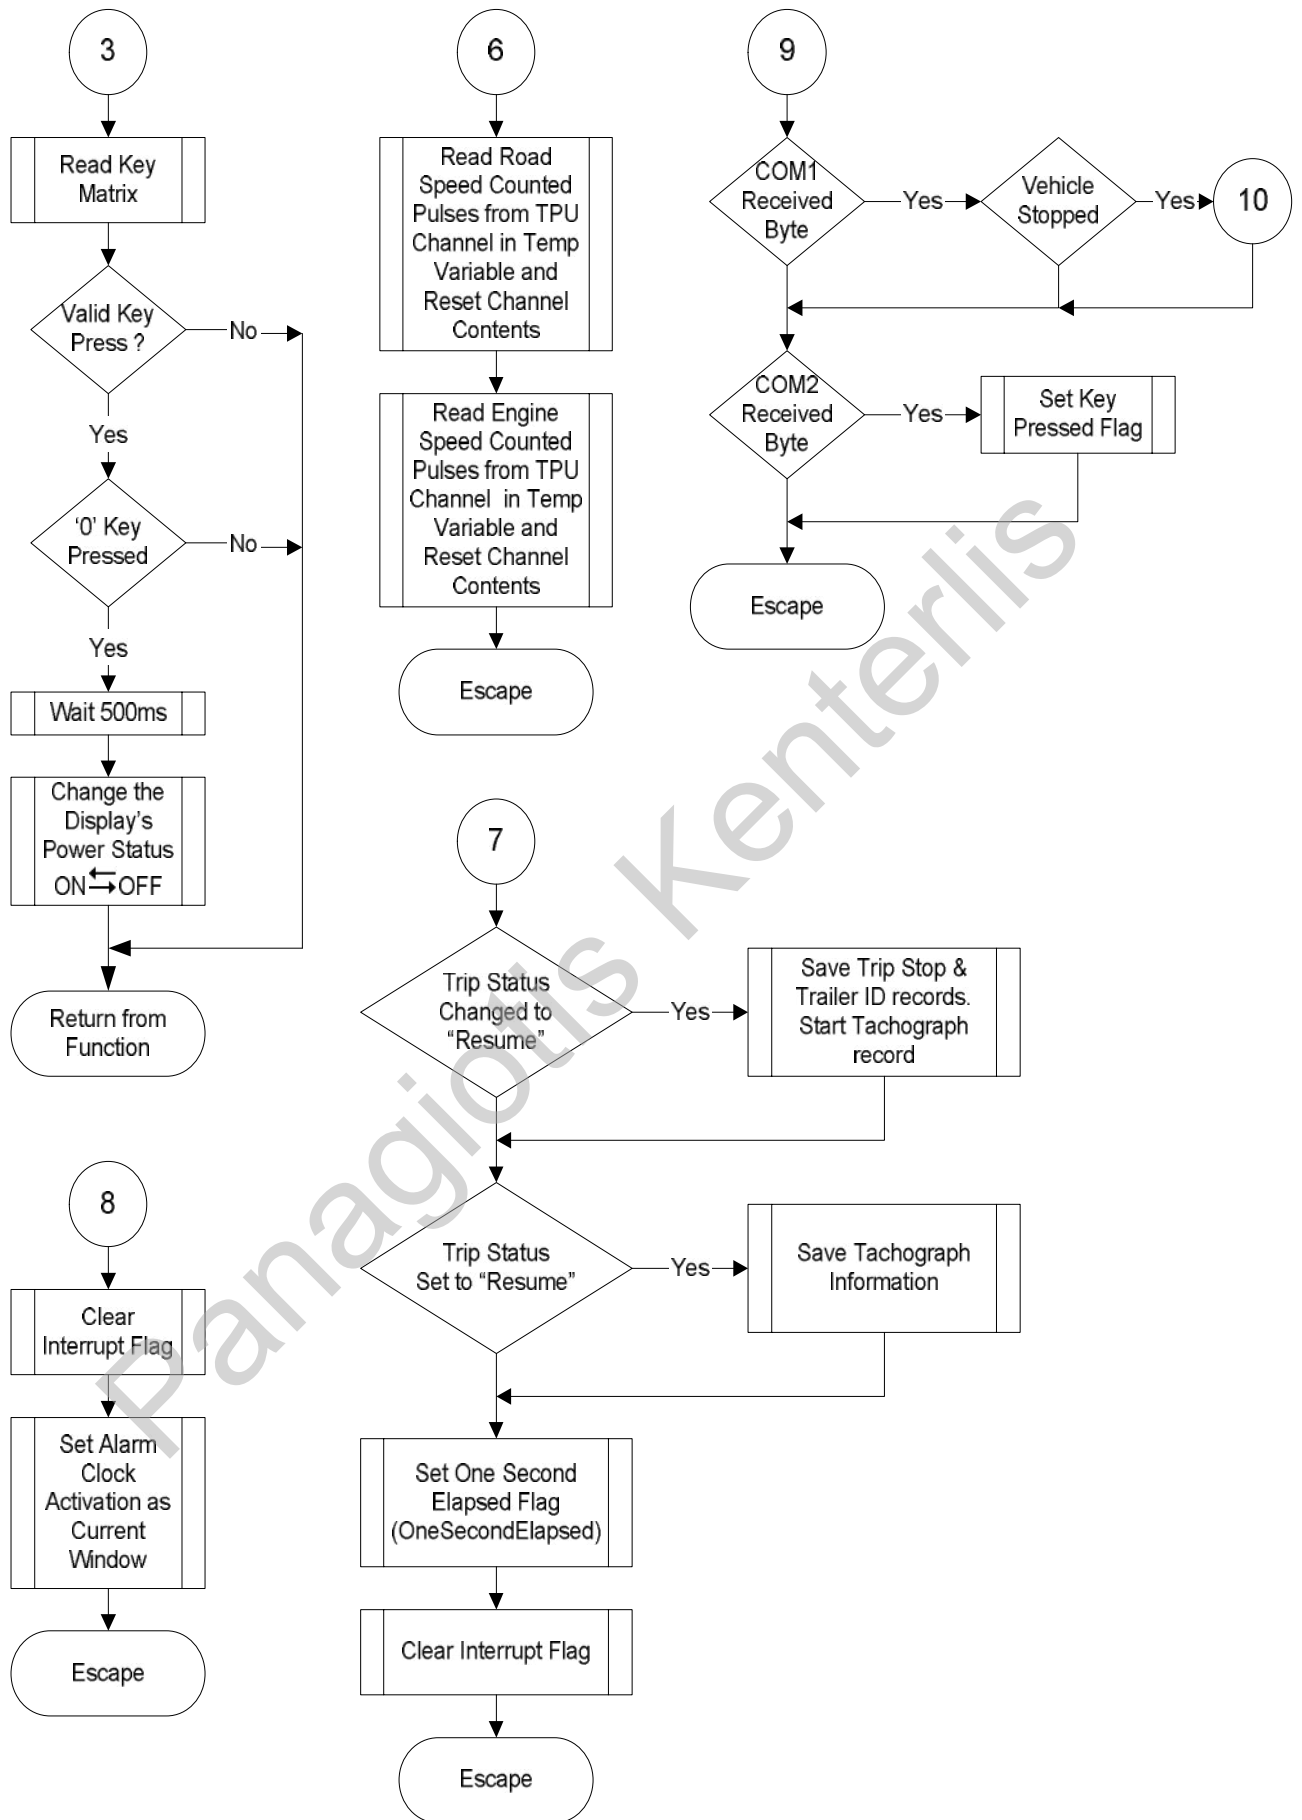 3
Read Key
Matrix
Valid Key
Press ?
No
Yes
‘0’ Key
Pressed
No
Yes
Wait 500ms
Change the
Display’s
Power Status
ON OFF
Return from
Function
6
Read Road
Speed Counted
Pulses from TPU
Channel in Temp
Variable and
Reset Channel
Contents
Read Engine
Speed Counted
Pulses from TPU
Channel in Temp
Variable and
Reset Channel
Contents
Escape
9
COM1
Received
Byte
Yes
Vehicle
Stopped
Yes
10
COM2
Received
Byte
Yes
Set Key
Pressed Flag
Escape
7
Trip Status
Changed to
“Resume”
Yes
Save Trip Stop &
Trailer ID records.
Start Tachograph
record
Trip Status
Set to “Resume”
Yes
Save Tachograph
Information
Set One Second
Elapsed Flag
(OneSecondElapsed)
Clear Interrupt Flag
Escape
8
Clear
Interrupt Flag
Set Alarm
Clock
Activation as
Current
Window
Escape
Panagiotis Kenterlis